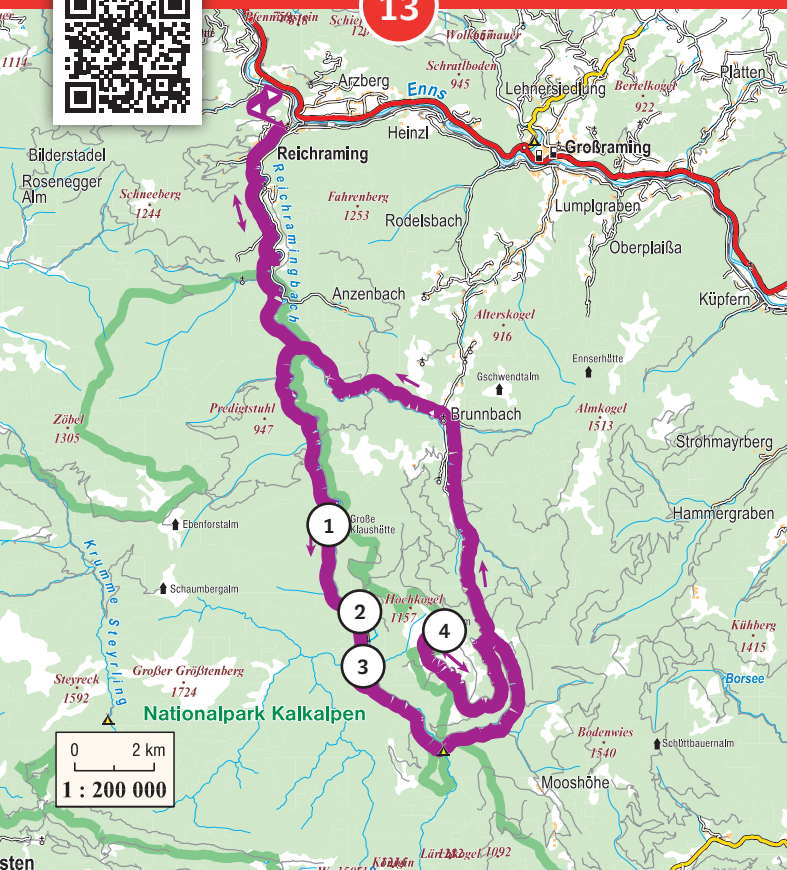 13
1114
Schratlboden
945
Arzberg
Enns
Lehnersiedlung
Bertelkogel
922
Platten
Heinzl
Großraming
Reichraming
Bilderstadel
Rosenegger
Alm
Schneeberg
1244
Reichramingbach
Fahrenberg
1253
Rodelsbach
Lumplgraben
Oberplaißa
Anzenbach
Küpfern
Alterskogel
916
Ennserhütte
Gschwendtalm
Predigtstuhl
947
Brunnbach
Almkogel
1513
Zöbel
1305
Strohmayrberg
Hammergraben
1
Große
Klaushütte
Ebenforstalm
Krumme Steyrling
Schaumbergalm
2
Hochkogel
1157
4
Kühberg
1415
3
Steyreck
1592
Großer Größtenberg
1724
Borsee
Nationalpark Kalkalpen
Bodenwies
1540
Schüttbauernalm
0 2 km
1 : 200 000
Mooshöhe
1092
sten